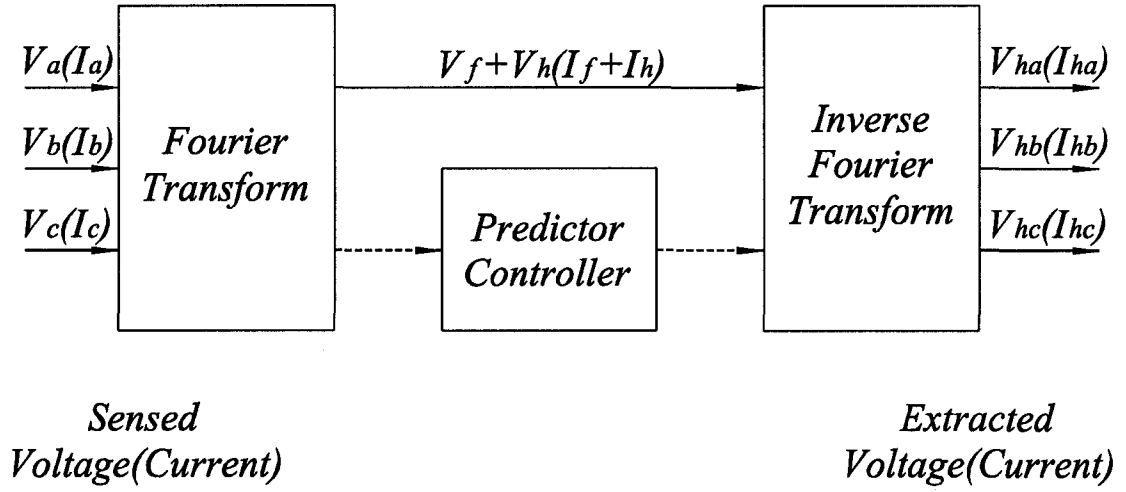 Va(Ia)
Vb(Ib)
Vc(Ic)
Fourier
Transform
Vf+Vh(If+Ih)
Predictor
Controller
Inverse
Fourier
Transform
Vha(Iha)
Vhb(Ihb)
Vhc(Ihc)
Sensed
Voltage(Current)
Extracted
Voltage(Current)